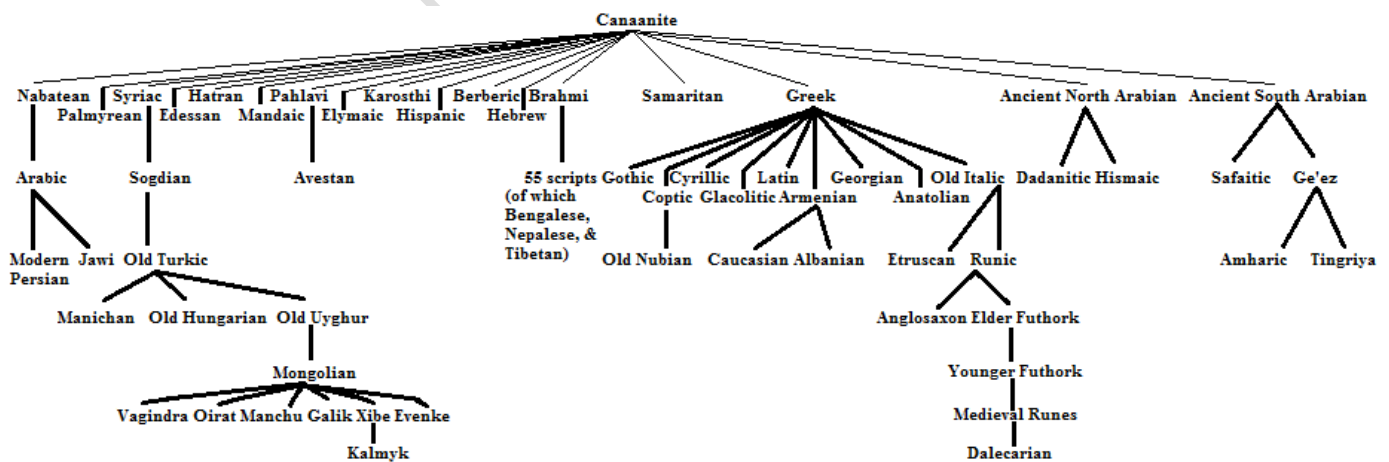 Canaanite
Nabatean Syriac Hatran Pahlavi Karosthi Berberic Brahmi Samaritan Greek Ancient North Arabian Ancient South Arabian
Palmyrean Edessan Mandaic Elymaic Hispanic Hebrew
Arabic Sogdian Avestan 55 scripts Gothic Cyrillic Latin Georgian Old Italic Dadanitic Hismaic Safaitic Ge'ez
(of which Coptic Glacolitic Armenian Anatolian
Bengalese,
Nepalese, &
Tibetan) Old Nubian Caucasian Albanian Etruscan Runic Amharic Tingriya
Modern Jawi Old Turkic
Persian
Manichan Old Hungarian Old Uyghur Anglosaxon Elder Futhork
Mongolian Younger Futhork
Vagindra Oirat Manchu Galik Xibe Evenke Medieval Runes
Kalmyk Dalecarian